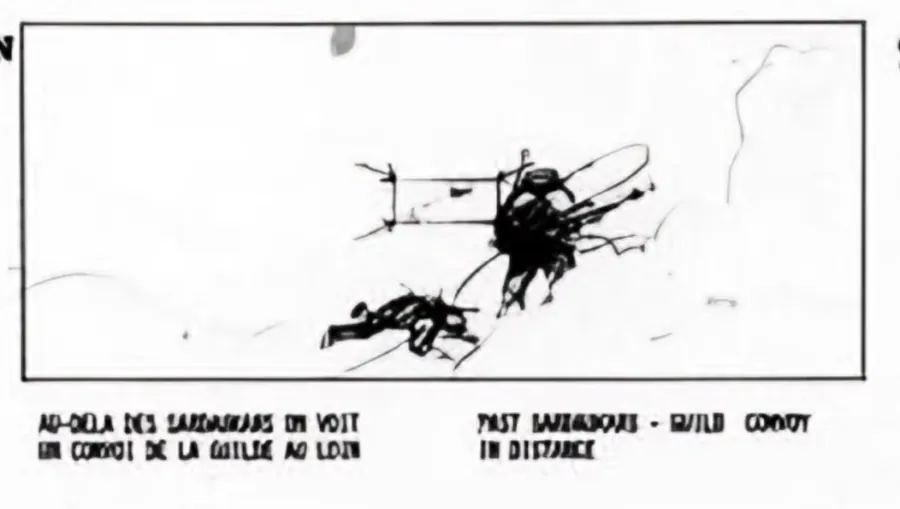 N
AU-DELA DES SARDAUKARS ON VOIT
UN CONVOI DE LA GUILDE AU LOIN
PAST SARDAUKARS - GUILD CONVOY
IN DISTANCE